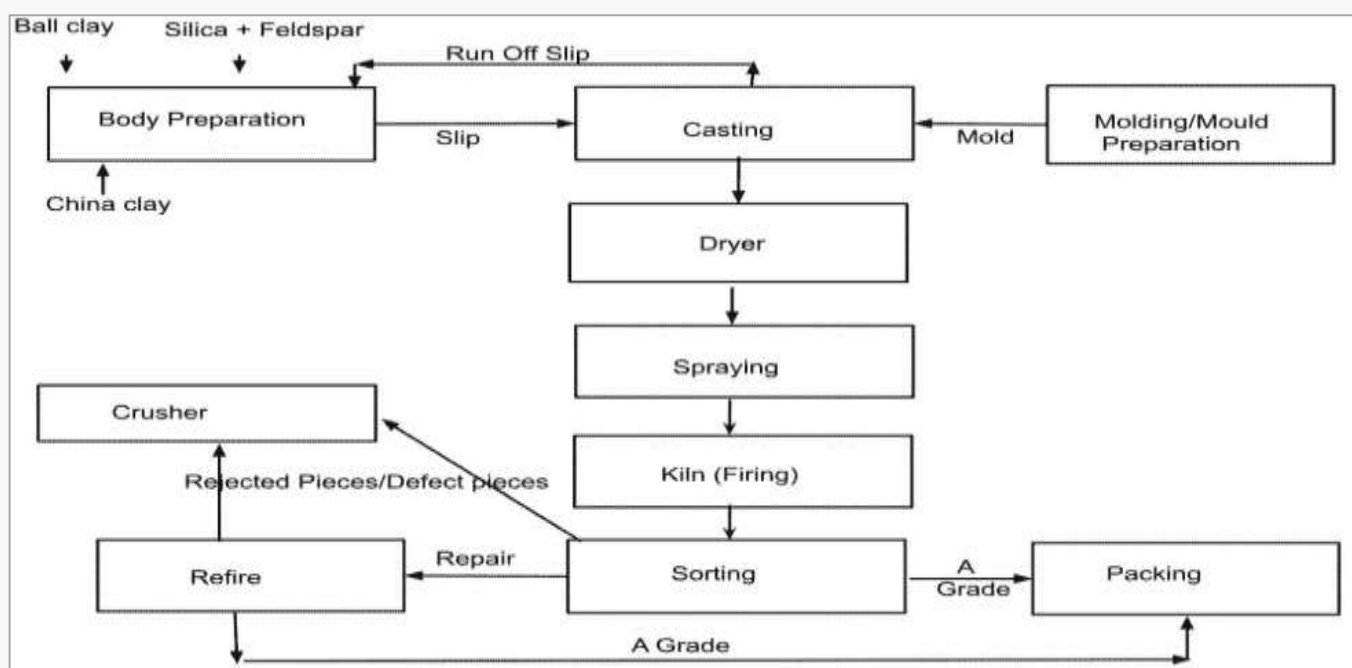 Ball clay
Silica + Feldspar
Run Off Slip
Body Preparation
Slip
Casting
Mold
Molding/Mould
Preparation
China clay
Dryer
Spraying
Crusher
Rejected Pieces/Defect pieces
Kiln (Firing)
Refire
Repair
Sorting
A
Grade
Packing
A Grade